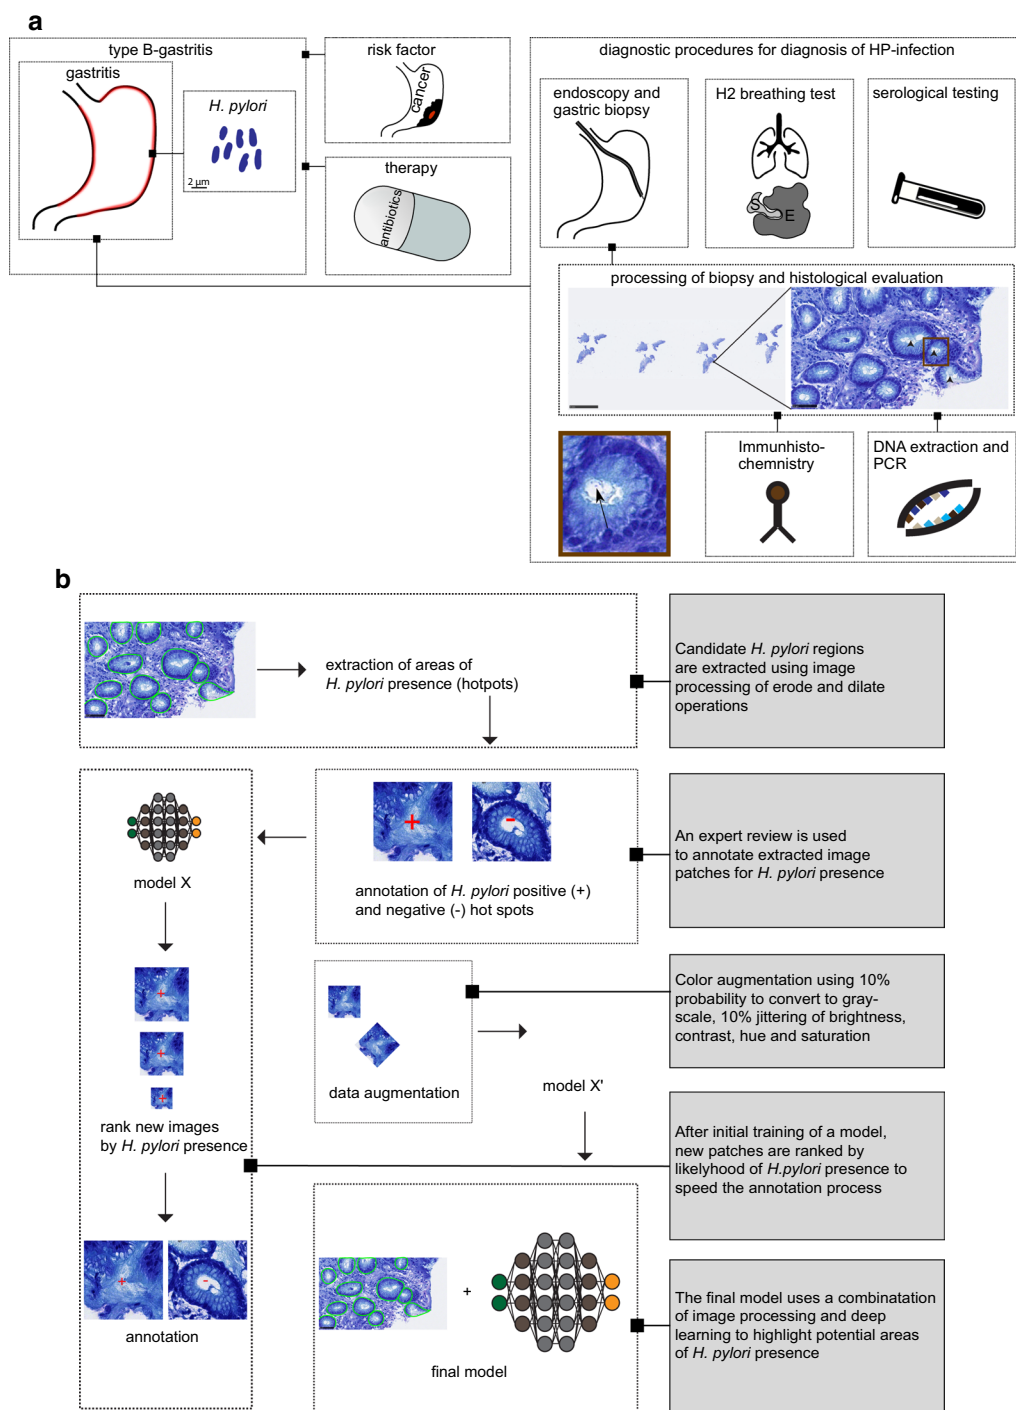 a
type B-gastritis
gastritis
H. pylori
2 µm
risk factor
cancer
therapy
antibiotics
diagnostic procedures for diagnosis of HP-infection
endoscopy and
gastric biopsy
H2 breathing test
S
E
serological testing
processing of biopsy and histological evaluation
Immunhisto-
chemnistry
DNA extraction and
PCR
b
extraction of areas of
H. pylori presence (hotpots)
Candidate H. pylori regions
are extracted using image
processing of erode and dilate
operations
model X
+
-
annotation of H. pylori positive (+)
and negative (-) hot spots
An expert review is used
to annotate extracted image
patches for H. pylori presence
+
+
+
rank new images
by H. pylori presence
data augmentation
Color augmentation using 10%
probability to convert to gray-
scale, 10% jittering of brightness,
contrast, hue and saturation
model X'
After initial training of a model,
new patches are ranked by
likelyhood of H.pylori presence to
speed the annotation process
+
-
annotation
+
final model
The final model uses a combinatation
of image processing and deep
learning to highlight potential areas
of H. pylori presence